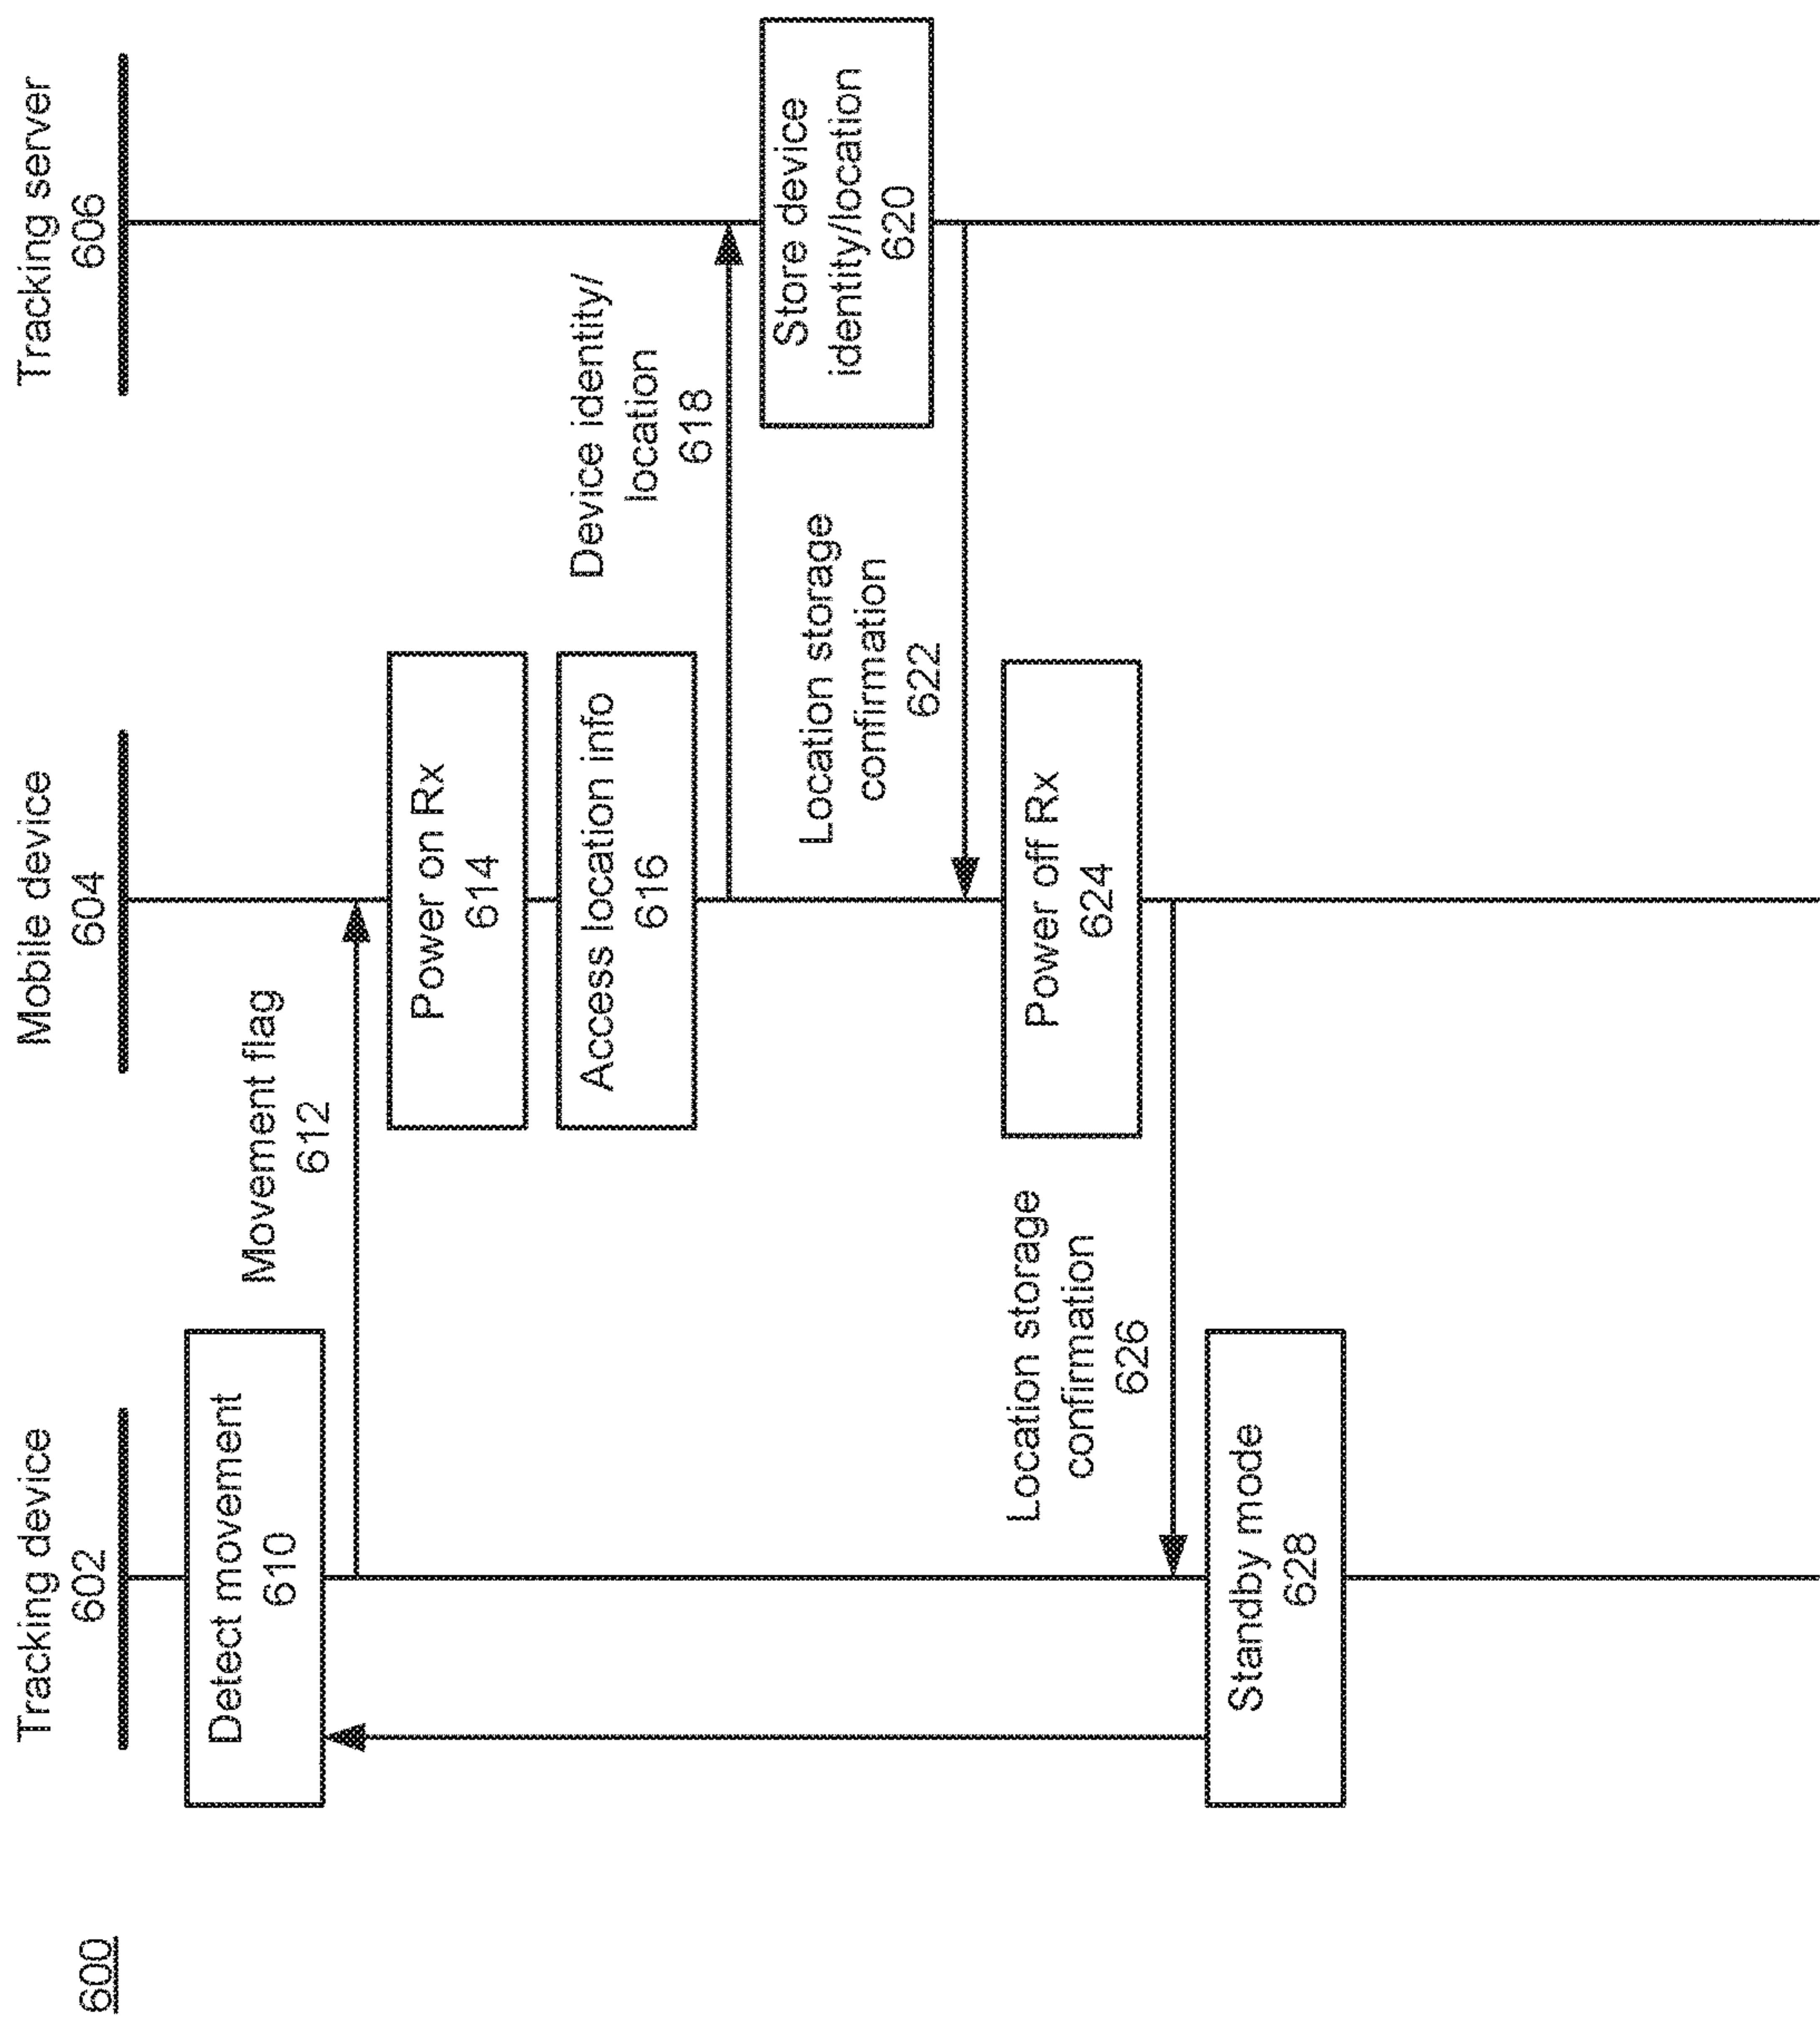 600
Tracking device
602
Mobile device
604
Tracking server
606
Detect movement
610
Movement flag
612
Power on Rx
614
Access location info
616
Device identity/
location
618
Store device
identity/location
620
Location storage
confirmation
622
Power off Rx
624
Location storage
confirmation
626
Standby mode
628